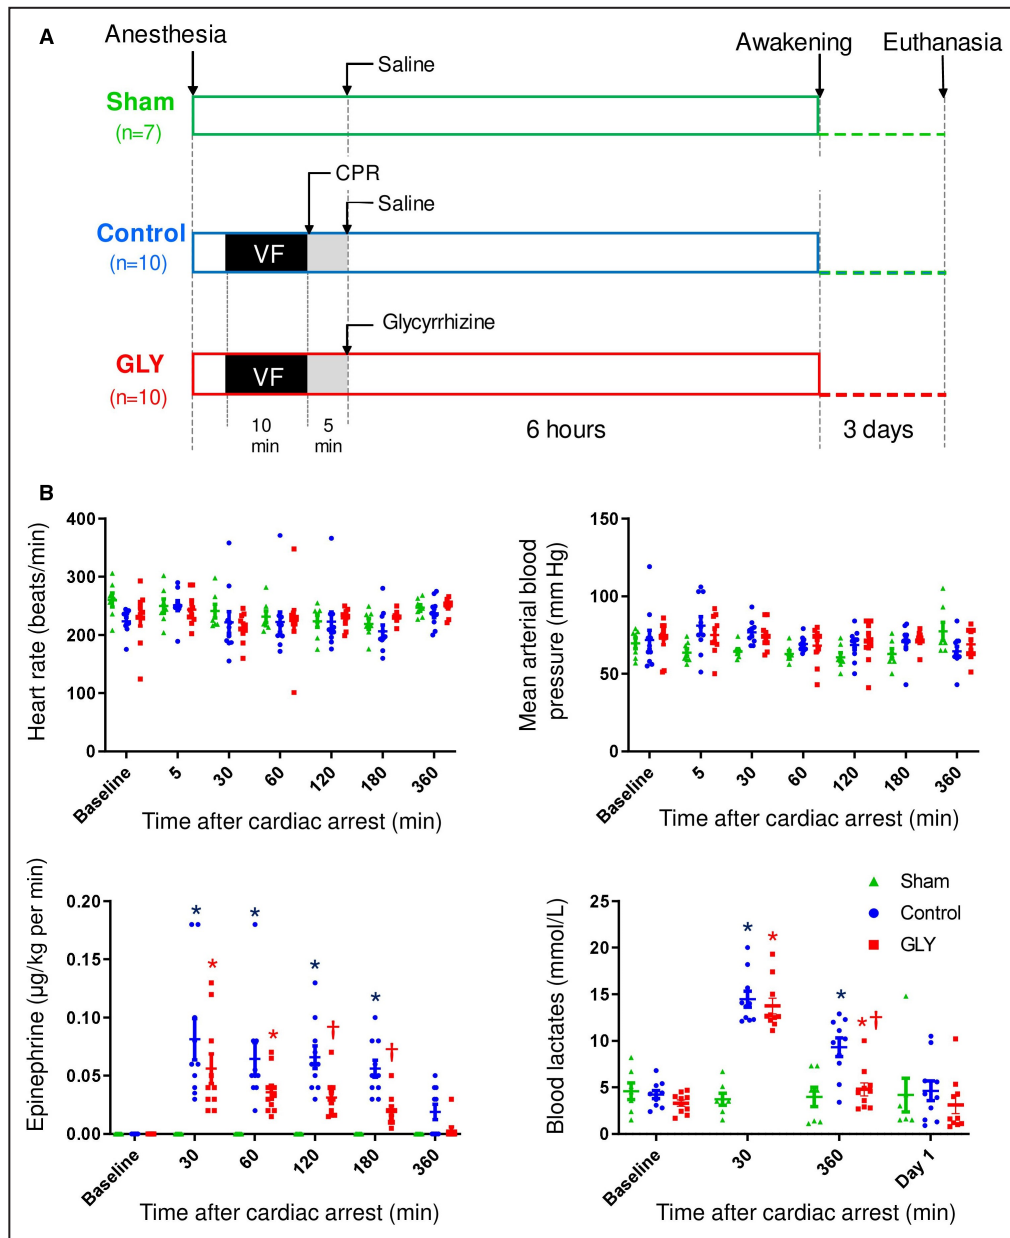 A
Anesthesia
Awakening
Euthanasia
Saline
Sham
(n=7)
CPR
Saline
Control
(n=10)
VF
Glycyrrhizine
GLY
(n=10)
VF
10
min
5
min
6 hours
3 days
B
Heart rate (beats/min)
400
300
200
100
0
Baseline
5
30
60
120
180
360
Time after cardiac arrest (min)
Mean arterial blood
pressure (mm Hg)
150
100
50
0
Baseline
5
30
60
120
180
360
Time after cardiac arrest (min)
Epinephrine (µg/kg per min)
0.20
0.15
0.10
0.05
0.00
*
*
*
*
*
†
*
†
Baseline
30
60
120
180
360
Time after cardiac arrest (min)
Blood lactates (mmol/L)
25
20
15
10
5
0
*
*
*
*†
Sham
Control
GLY
Baseline
30
360
Day 1
Time after cardiac arrest (min)